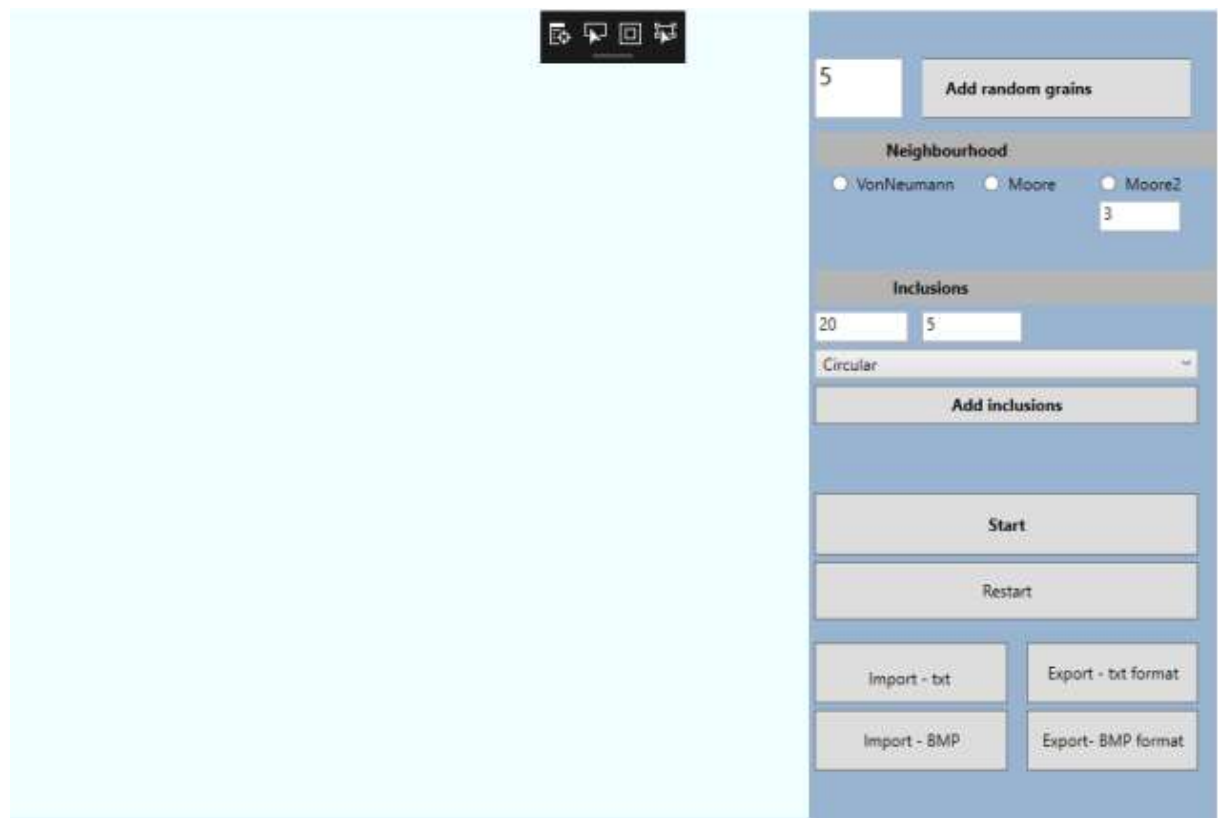 5
Add random grains
Neighbourhood
VonNeumann Moore Moore2
3
Inclusions
20 5
Circular
Add inclusions
Start
Restart
Import - txt Export - txt format
Import - BMP Export- BMP format